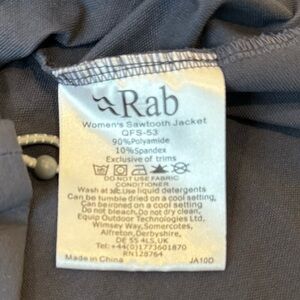 Rab
Women's Sawtooth Jacket
QFS-53
90%Polyamide
10%Spandex
Exclusive of trims
DO NOT USE FABRIC
CONDITIONER
Wash at 30c.Use liquid detergents
Can be tumble dried on a cool setting,
Can be ironed on a cool setting
Do not bleach.Do not dry clean,
Equip Outdoor Technologies Ltd,
Wimsey Way, Somercotes,
Alfreton, Derbyshire,
DE 55 4LS, UK
Tel:+44(0)1773601870
RN128764
Made in China
JA10D